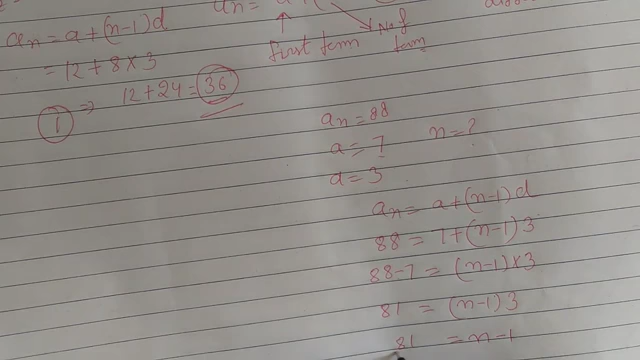 an = a
first term
No of
term
an = a+(n-1)d
= 12 + 8×3
① ⇒ 12+24 = 36
an = 88
a = 7 n = ?
d = 3
an = a+(n-1)d
88 = 7+(n-1)3
88-7 = (n-1)×3
81 = (n-1)3
81 = n-1